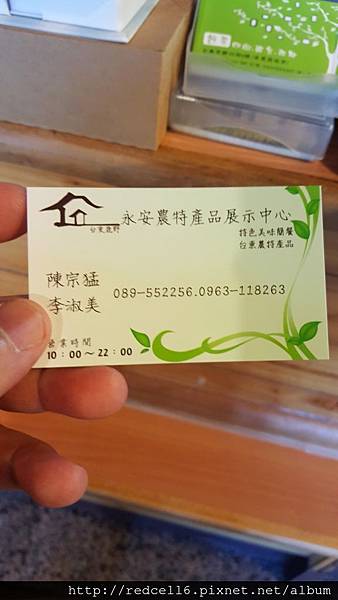 永安農特產品展示中心
台東鹿野
特色美味簡餐
台東農特產品
陳宗猛
李淑美
089-552256.0963-118263
營業時間
10：00～22：00
http://redcell6.pixnet.net/album